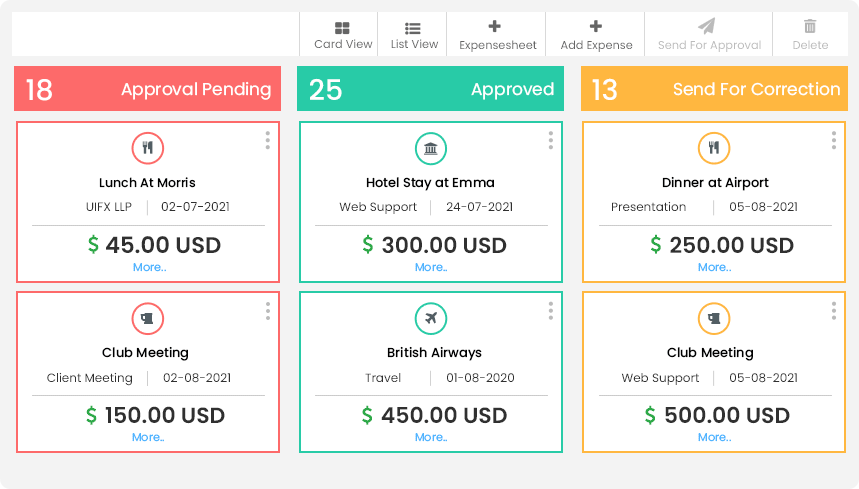 Card View
List View
Expensesheet
Add Expense
Send For Approval
Delete
18 Approval Pending
25 Approved
13 Send For Correction
Lunch At Morris
UIFX LLP 02-07-2021
$ 45.00 USD
More..
Hotel Stay at Emma
Web Support 24-07-2021
$ 300.00 USD
More..
Dinner at Airport
Presentation 05-08-2021
$ 250.00 USD
More..
Club Meeting
Client Meeting 02-08-2021
$ 150.00 USD
More..
British Airways
Travel 01-08-2020
$ 450.00 USD
More..
Club Meeting
Web Support 05-08-2021
$ 500.00 USD
More..